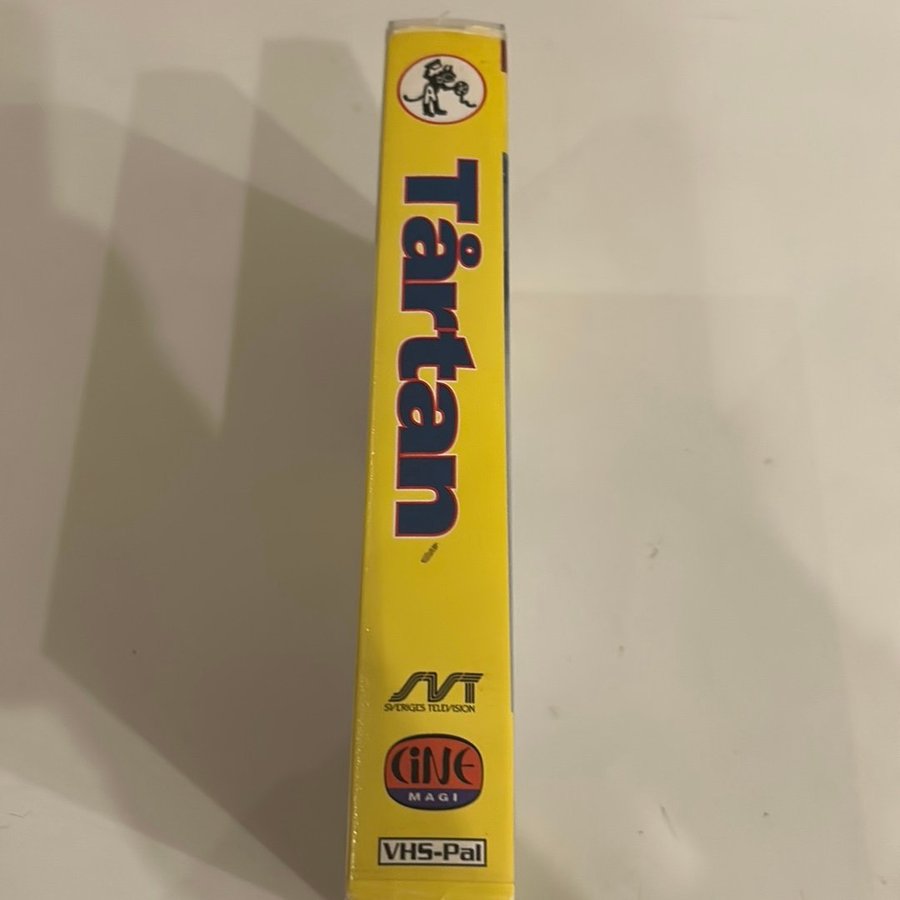 Tårtan
SVT
SVERIGES TELEVISION
CiNE
MAGI
VHS-Pal